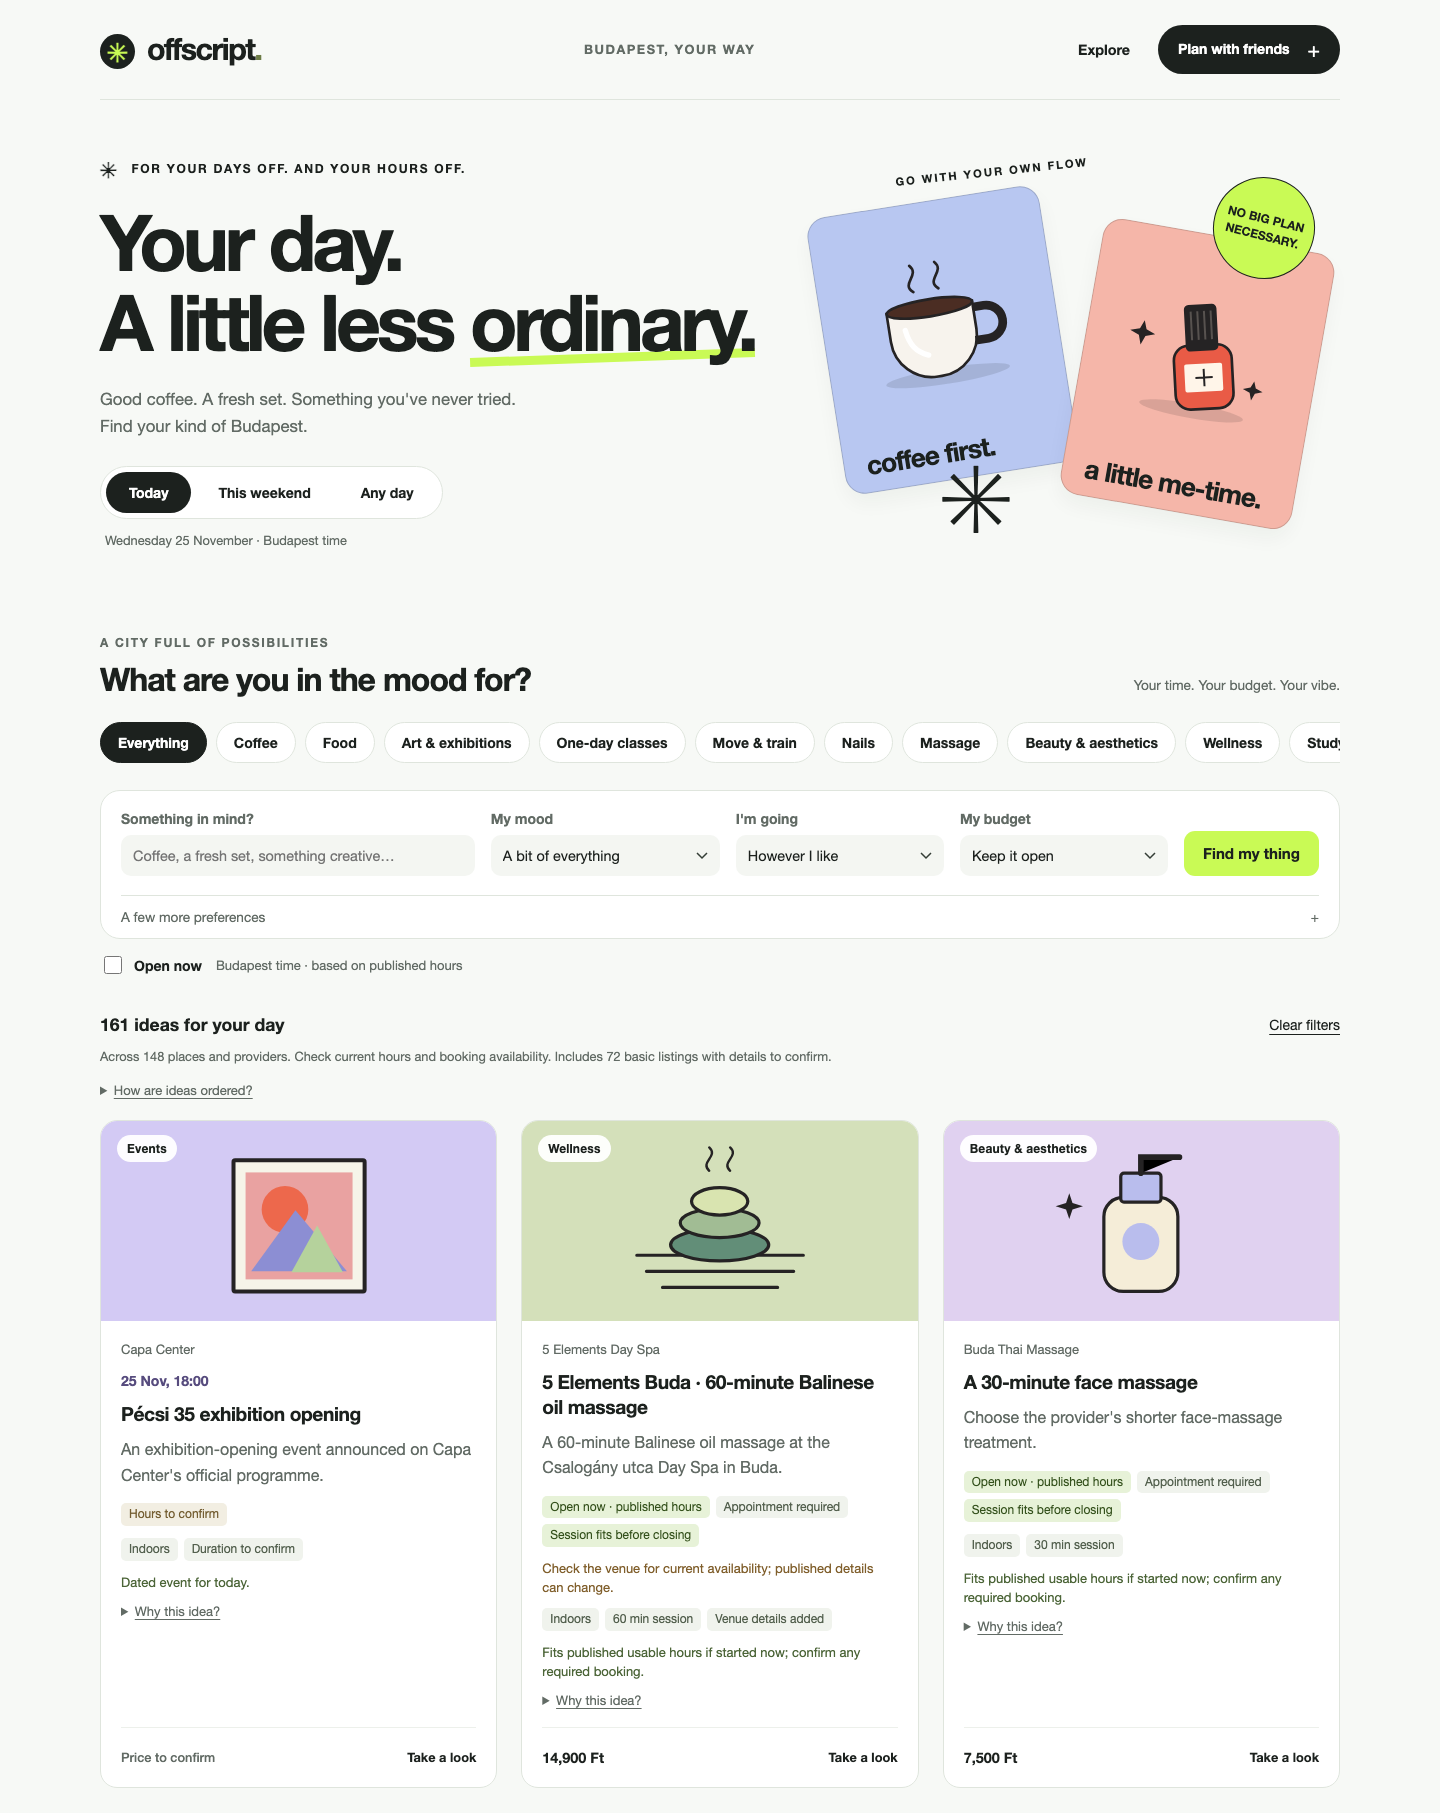 offscript.
BUDAPEST, YOUR WAY
Explore
Plan with friends +
FOR YOUR DAYS OFF. AND YOUR HOURS OFF.
Your day.
A little less ordinary.
Good coffee. A fresh set. Something you've never tried.
Find your kind of Budapest.
Today
This weekend
Any day
Wednesday 25 November · Budapest time
GO WITH YOUR OWN FLOW
coffee first.
NO BIG PLAN
NECESSARY.
a little me-time.
A CITY FULL OF POSSIBILITIES
What are you in the mood for?
Your time. Your budget. Your vibe.
Everything
Coffee
Food
Art & exhibitions
One-day classes
Move & train
Nails
Massage
Beauty & aesthetics
Wellness
Study
Something in mind?
Coffee, a fresh set, something creative…
My mood
A bit of everything
I'm going
However I like
My budget
Keep it open
Find my thing
A few more preferences
+
Open now
Budapest time · based on published hours
161 ideas for your day
Clear filters
Across 148 places and providers. Check current hours and booking availability. Includes 72 basic listings with details to confirm.
How are ideas ordered?
Events
Capa Center
25 Nov, 18:00
Pécsi 35 exhibition opening
An exhibition-opening event announced on Capa
Center's official programme.
Hours to confirm
Indoors
Duration to confirm
Dated event for today.
Why this idea?
Price to confirm
Take a look
Wellness
5 Elements Day Spa
5 Elements Buda · 60-minute Balinese
oil massage
A 60-minute Balinese oil massage at the
Csalogány utca Day Spa in Buda.
Open now · published hours
Appointment required
Session fits before closing
Check the venue for current availability; published details
can change.
Indoors
60 min session
Venue details added
Fits published usable hours if started now; confirm any
required booking.
Why this idea?
14,900 Ft
Take a look
Beauty & aesthetics
Buda Thai Massage
A 30-minute face massage
Choose the provider's shorter face-massage
treatment.
Open now · published hours
Appointment required
Session fits before closing
Indoors
30 min session
Fits published usable hours if started now; confirm any
required booking.
Why this idea?
7,500 Ft
Take a look